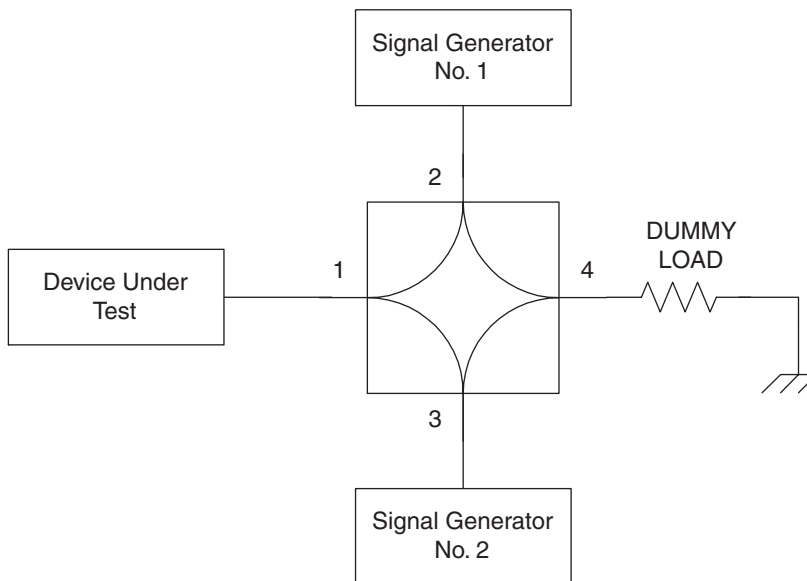 Signal Generator
No. 1
2
DUMMY
LOAD
1
4
Device Under
Test
3
Signal Generator
No. 2